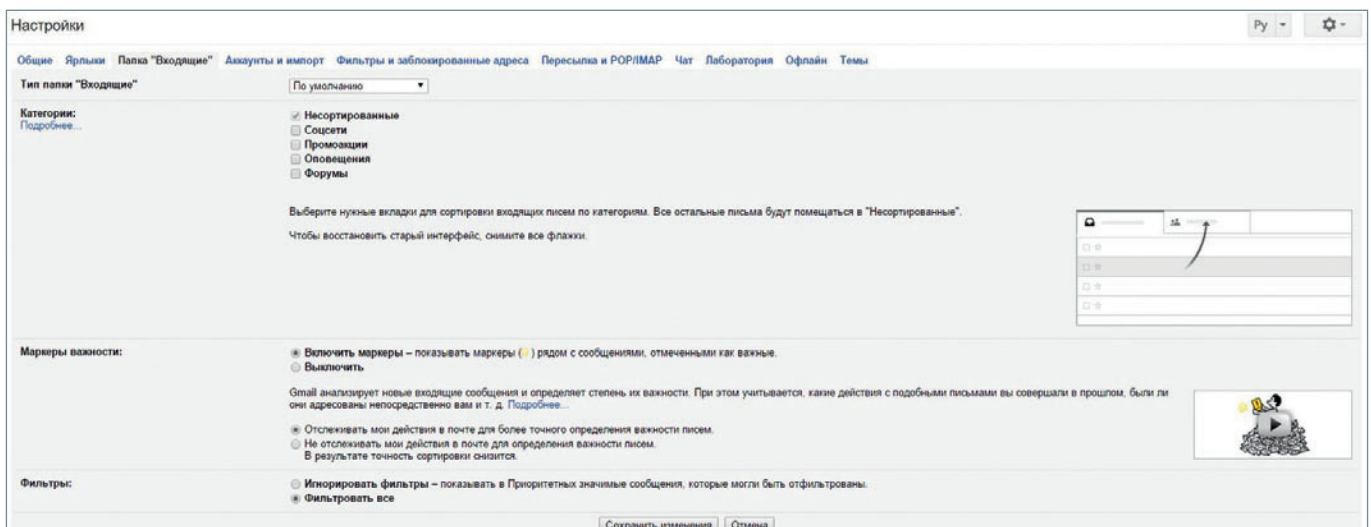 Настройки
Ру
Общие Ярлыки Папка "Входящие" Аккаунты и импорт Фильтры и заблокированные адреса Пересылка и POP/IMAP Чат Лаборатория Офлайн Темы
Тип папки "Входящие" По умолчанию
Категории: Несортированные
Подробнее...
Соцсети
Промоакции
Оповещения
Форумы
Выберите нужные вкладки для сортировки входящих писем по категориям. Все остальные письма будут помещаться в "Несортированные".
Чтобы восстановить старый интерфейс, снимите все флажки.
Маркеры важности: Включить маркеры – показывать маркеры ( ) рядом с сообщениями, отмеченными как важные.
Выключить
Gmail анализирует новые входящие сообщения и определяет степень их важности. При этом учитывается, какие действия с подобными письмами вы совершали в прошлом, были ли
они адресованы непосредственно вам и т. д. Подробнее...
Отслеживать мои действия в почте для более точного определения важности писем.
Не отслеживать мои действия в почте для определения важности писем.
В результате точность сортировки снизится.
Фильтры: Игнорировать фильтры – показывать в Приоритетных значимые сообщения, которые могли быть отфильтрованы.
Фильтровать все
Сохранить изменения Отмена